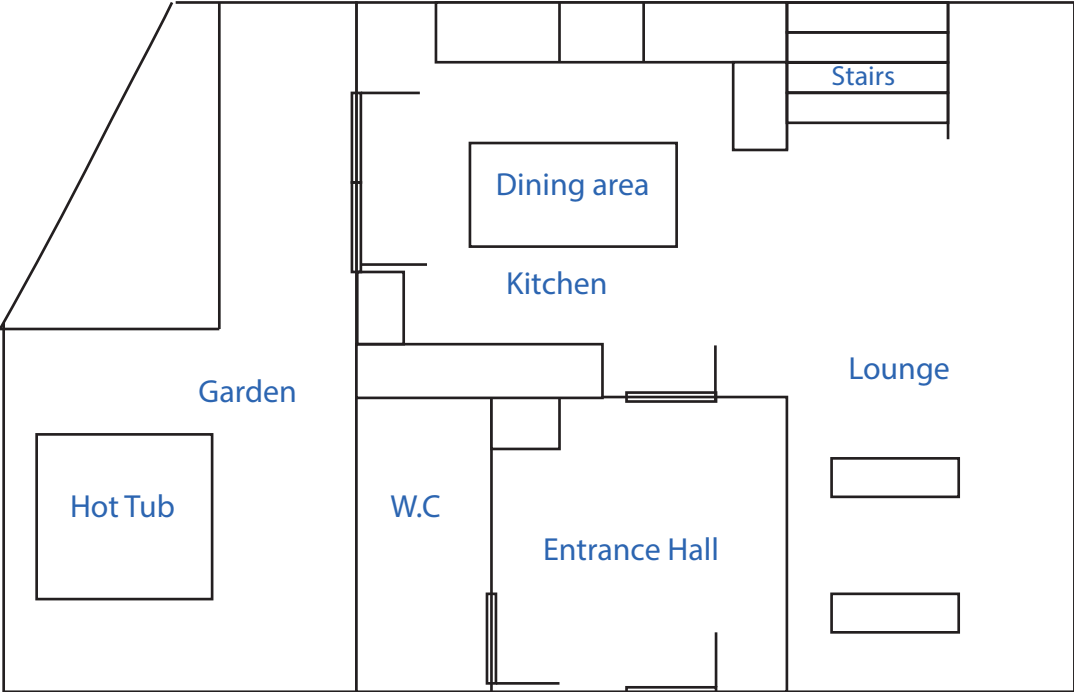 Stairs
Dining area
Kitchen
Lounge
Garden
Hot Tub
W.C
Entrance Hall